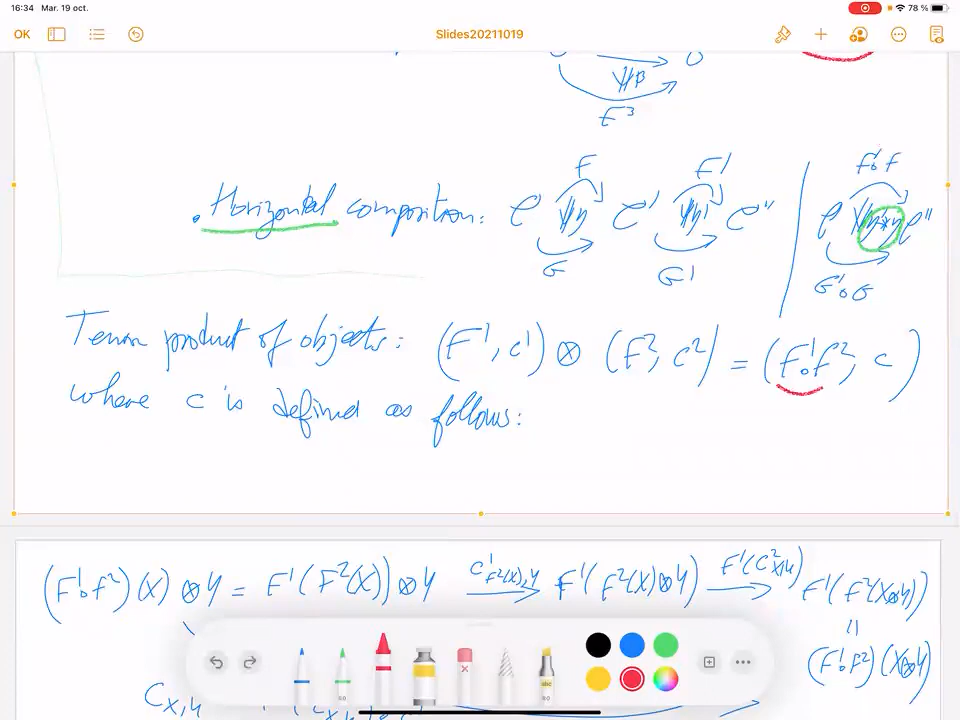 16:34 Mar. 19 oct. 78 %
OK Slides20211019
ψβ
F³
F F' F'∘F
. Horizontal composition: C ⇓η C' ⇓η' C'' C ⇓η'*η C''
G G' G'∘G
Tensor product of objects: (F¹, c¹) ⊗ (F², c²) = (F¹∘F², c)
where c is defined as follows:
(F¹∘F²)(X) ⊗ Y = F¹(F²(X)) ⊗ Y C¹F²(X),Y → F¹(F²(X) ⊗ Y) F¹(C²X,Y) → F¹(F²(X⊗Y))
=
(F¹∘F²)(X⊗Y)
CX,Y